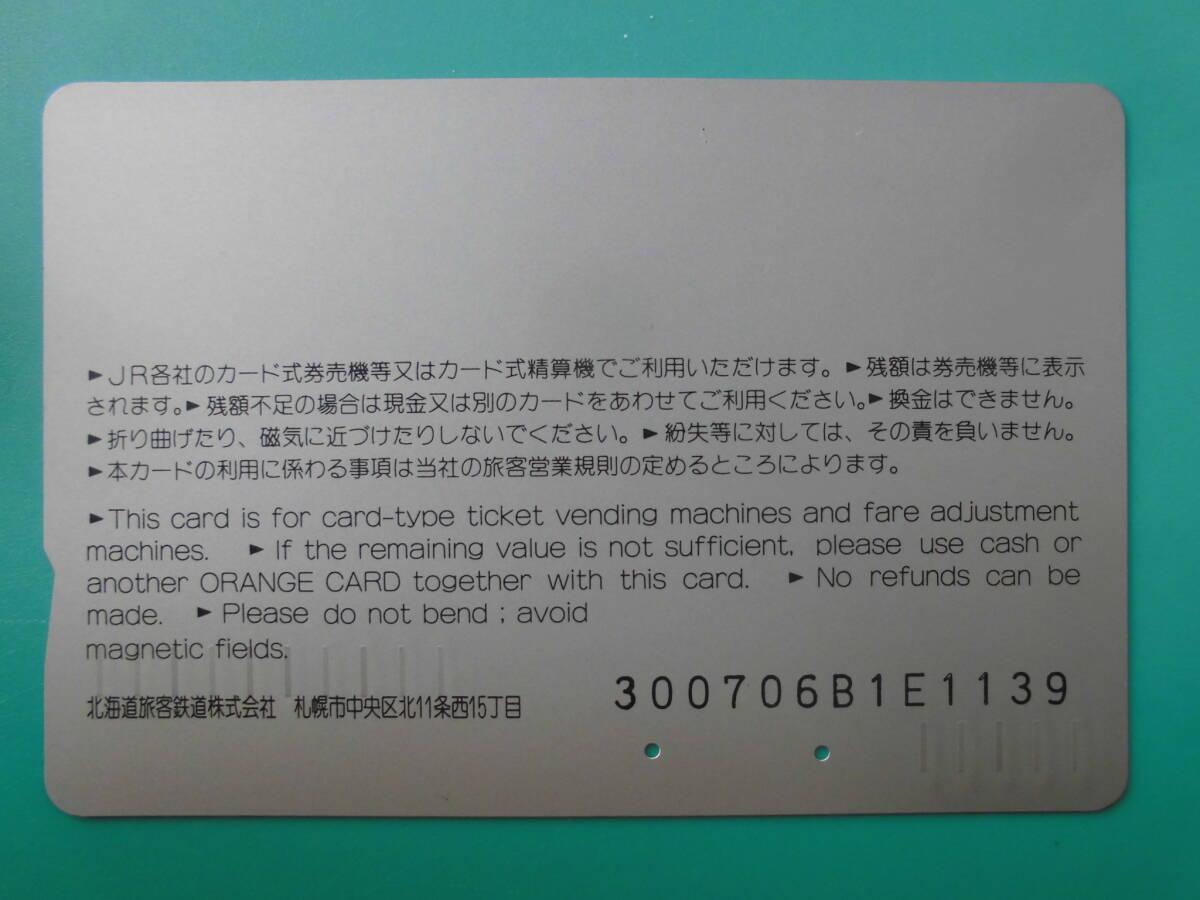 ►JR各社のカード式券売機等又はカード式精算機でご利用いただけます。►残額は券売機等に表示
されます。►残額不足の場合は現金又は別のカードをあわせてご利用ください。►換金はできません。
►折り曲げたり、磁気に近づけたりしないでください。►紛失等に対しては、その責を負いません。
►本カードの利用に係わる事項は当社の旅客営業規則の定めるところによります。
►This card is for card-type ticket vending machines and fare adjustment
machines. ►If the remaining value is not sufficient, please use cash or
another ORANGE CARD together with this card. ►No refunds can be
made. ►Please do not bend ; avoid
magnetic fields.
北海道旅客鉄道株式会社 札幌市中央区北11条西15丁目
300706B1E1139